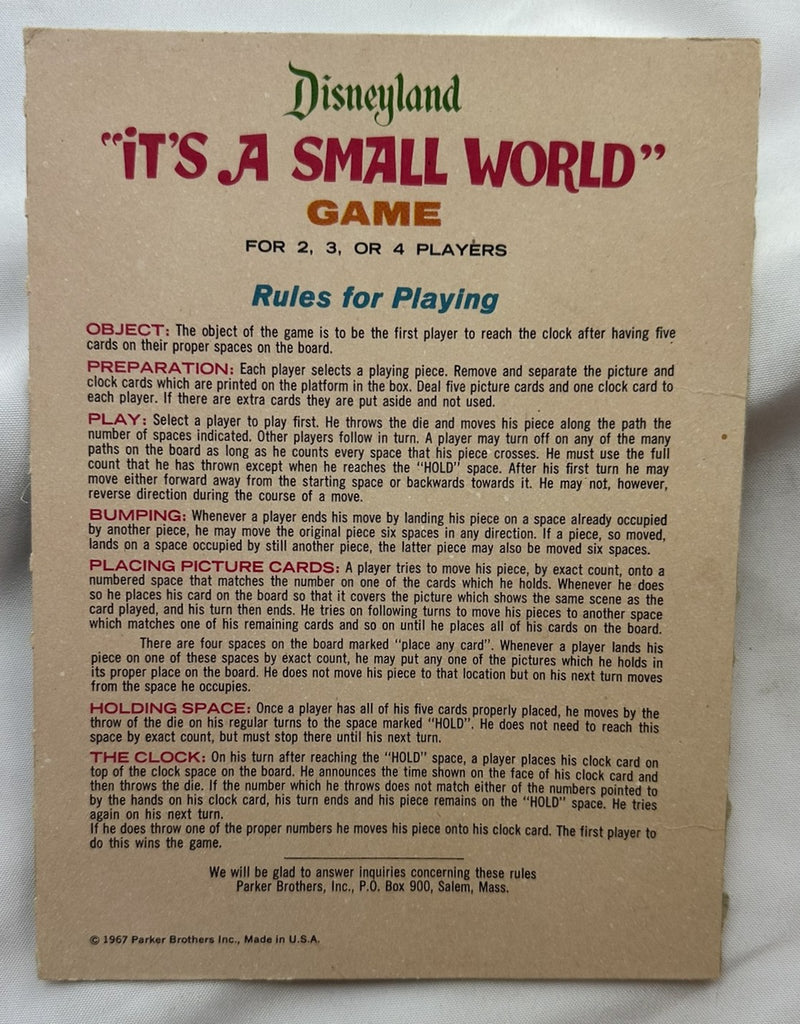 Disneyland
"iT'S A SMALL WORLD"
GAME
FOR 2, 3, OR 4 PLAYERS
Rules for Playing
OBJECT: The object of the game is to be the first player to reach the clock after having five
cards on their proper spaces on the board.
PREPARATION: Each player selects a playing piece. Remove and separate the picture and
clock cards which are printed on the platform in the box. Deal five picture cards and one clock card to
each player. If there are extra cards they are put aside and not used.
PLAY: Select a player to play first. He throws the die and moves his piece along the path the
number of spaces indicated. Other players follow in turn. A player may turn off on any of the many
paths on the board as long as he counts every space that his piece crosses. He must use the full
count that he has thrown except when he reaches the "HOLD" space. After his first turn he may
move either forward away from the starting space or backwards towards it. He may not, however,
reverse direction during the course of a move.
BUMPING: Whenever a player ends his move by landing his piece on a space already occupied
by another piece, he may move the original piece six spaces in any direction. If a piece, so moved,
lands on a space occupied by still another piece, the latter piece may also be moved six spaces.
PLACING PICTURE CARDS: A player tries to move his piece, by exact count, onto a
numbered space that matches the number on one of the cards which he holds. Whenever he does
so he places his card on the board so that it covers the picture which shows the same scene as the
card played, and his turn then ends. He tries on following turns to move his pieces to another space
which matches one of his remaining cards and so on until he places all of his cards on the board.
There are four spaces on the board marked "place any card". Whenever a player lands his
piece on one of these spaces by exact count, he may put any one of the pictures which he holds in
its proper place on the board. He does not move his piece to that location but on his next turn moves
from the space he occupies.
HOLDING SPACE: Once a player has all of his five cards properly placed, he moves by the
throw of the die on his regular turns to the space marked "HOLD". He does not need to reach this
space by exact count, but must stop there until his next turn.
THE CLOCK: On his turn after reaching the "HOLD" space, a player places his clock card on
top of the clock space on the board. He announces the time shown on the face of his clock card and
then throws the die. If the number which he throws does not match either of the numbers pointed to
by the hands on his clock card, his turn ends and his piece remains on the "HOLD" space. He tries
again on his next turn.
If he does throw one of the proper numbers he moves his piece onto his clock card. The first player to
do this wins the game.
We will be glad to answer inquiries concerning these rules
Parker Brothers, Inc., P.O. Box 900, Salem, Mass.
© 1967 Parker Brothers Inc., Made in U.S.A.